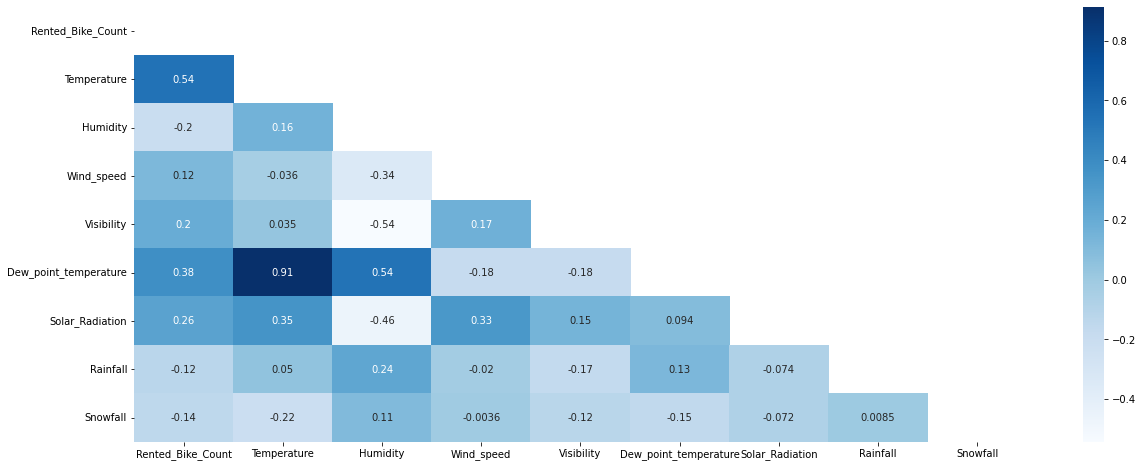 Rented_Bike_Count
Temperature 0.54
Humidity -0.2 0.16
Wind_speed 0.12 -0.036 -0.34
Visibility 0.2 0.035 -0.54 0.17
Dew_point_temperature 0.38 0.91 0.54 -0.18 -0.18
Solar_Radiation 0.26 0.35 -0.46 0.33 0.15 0.094
Rainfall -0.12 0.05 0.24 -0.02 -0.17 0.13 -0.074
Snowfall -0.14 -0.22 0.11 -0.0036 -0.12 -0.15 -0.072 0.0085
Rented_Bike_Count Temperature Humidity Wind_speed Visibility Dew_point_temperature Solar_Radiation Rainfall Snowfall
0.8
0.6
0.4
0.2
0.0
-0.2
-0.4